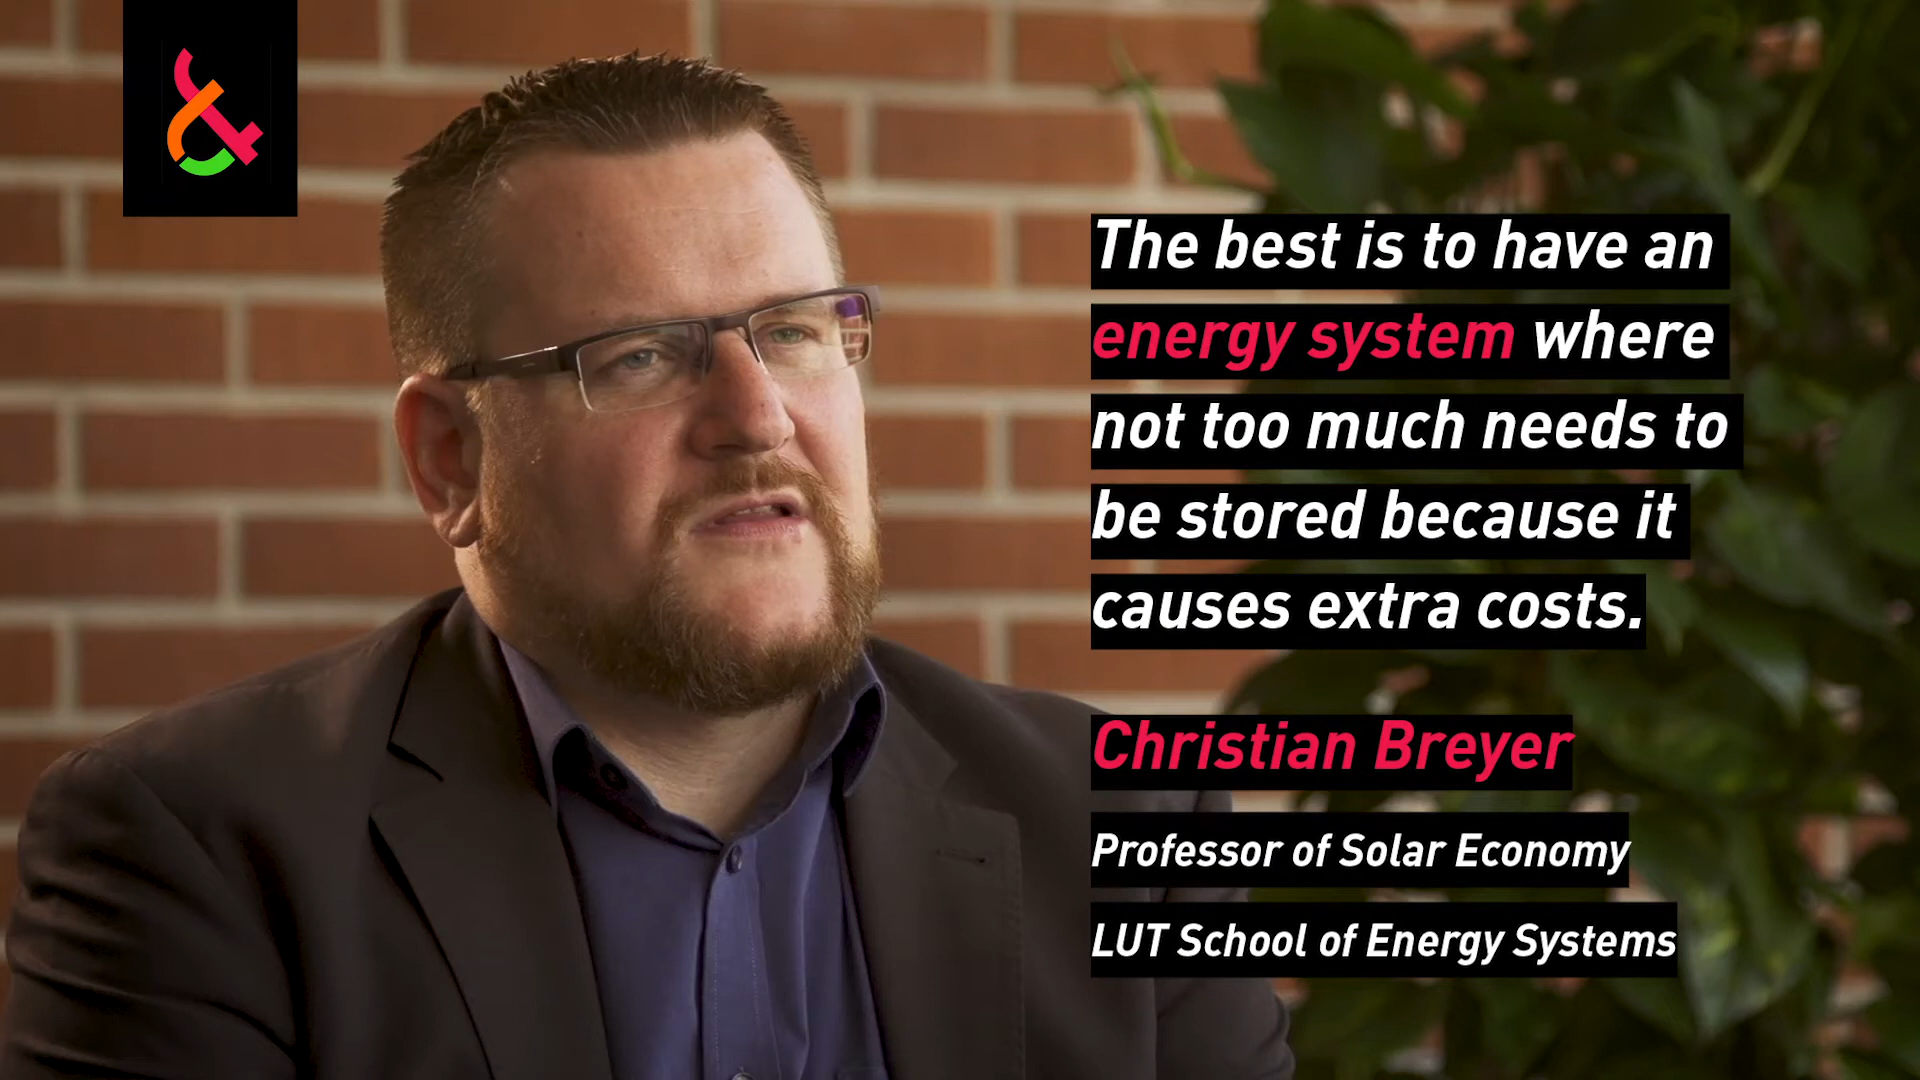 The best is to have an
energy system where
not too much needs to
be stored because it
causes extra costs.
Christian Breyer
Professor of Solar Economy
LUT School of Energy Systems